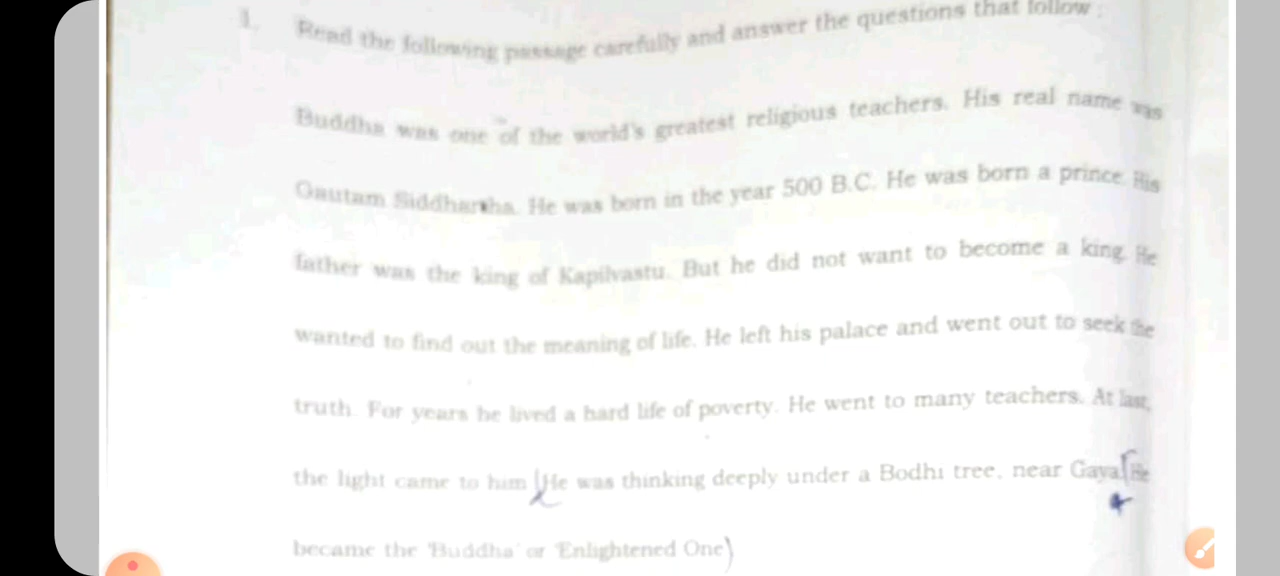 1. Read the following passage carefully and answer the questions that follow :
Buddha was one of the world's greatest religious teachers. His real name was
Gautam Siddhartha. He was born in the year 500 B.C. He was born a prince. His
father was the king of Kapilvastu. But he did not want to become a king. He
wanted to find out the meaning of life. He left his palace and went out to seek the
truth. For years he lived a hard life of poverty. He went to many teachers. At last,
the light came to him. He was thinking deeply under a Bodhi tree, near Gaya. He
became the 'Buddha' or 'Enlightened One'